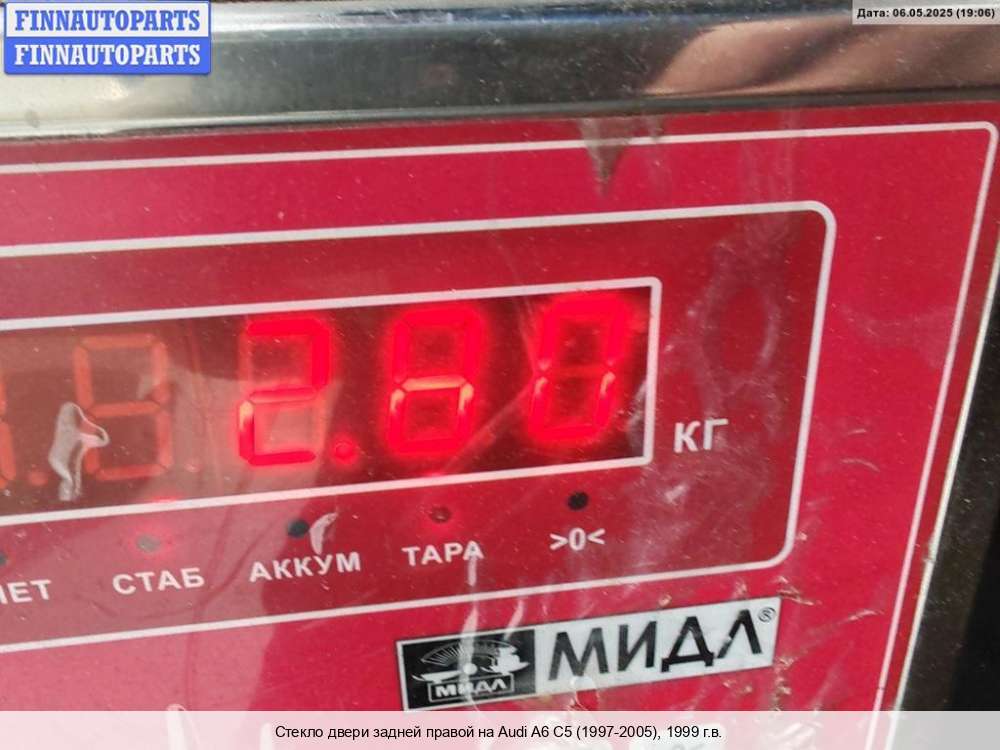 FINNAUTOPARTS
FINNAUTOPARTS
Дата: 06.05.2025 (19:06)
2.80
КГ
СТАБ
АККУМ
ТАРА
>0<
МИДЛ®
МИДЛ
Стекло двери задней правой на Audi A6 C5 (1997-2005), 1999 г.в.